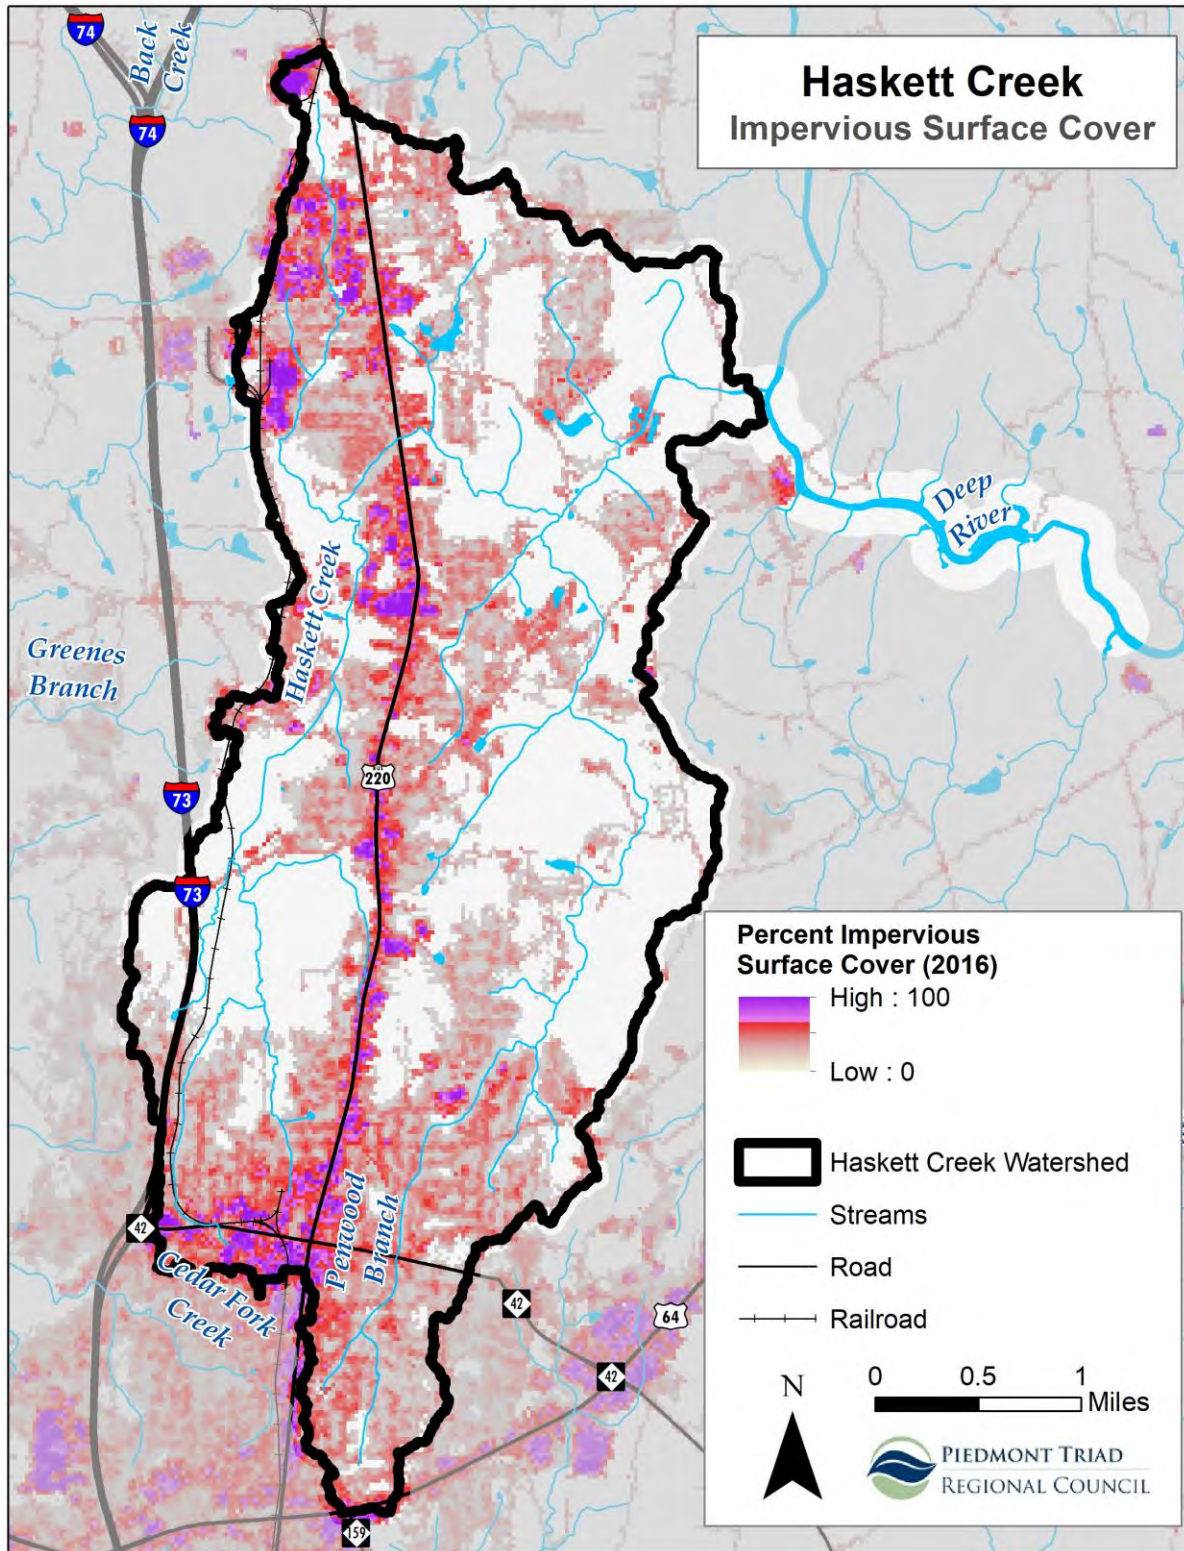 74
Back
Creek
74
Haskett Creek
Impervious Surface Cover
Deep
River
Haskett Creek
Greenes
Branch
220
73
73
Percent Impervious
Surface Cover (2016)
High : 100
Low : 0
Haskett Creek Watershed
Streams
Road
Railroad
Penwood
Branch
42
Cedar Fork
Creek
42
64
42
159
N
0 0.5 1
Miles
PIEDMONT TRIAD
REGIONAL COUNCIL